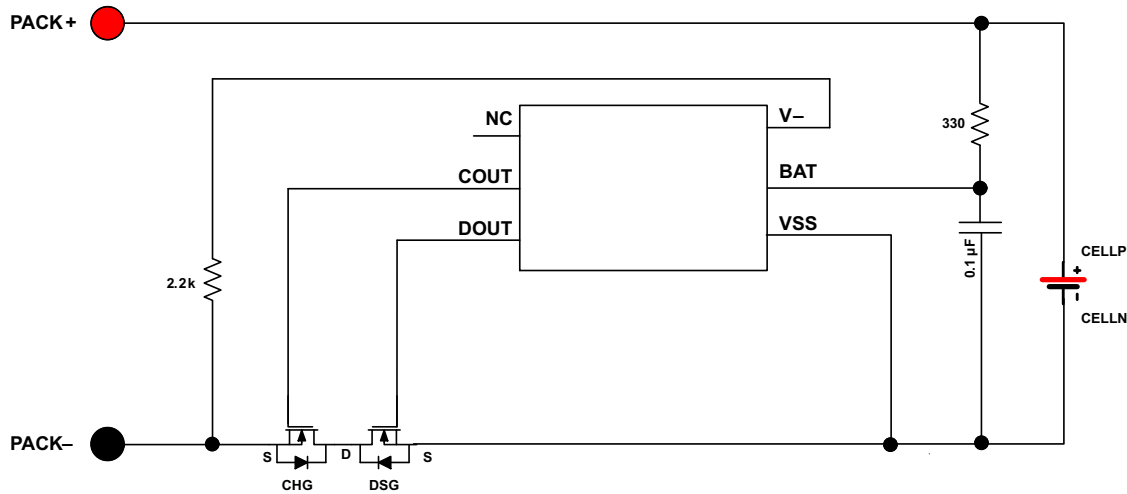 PACK+
NC
V–
330
COUT
BAT
DOUT
VSS
2.2k
0.1 µF
CELLP
+
-
CELLN
PACK–
S
D
S
CHG
DSG